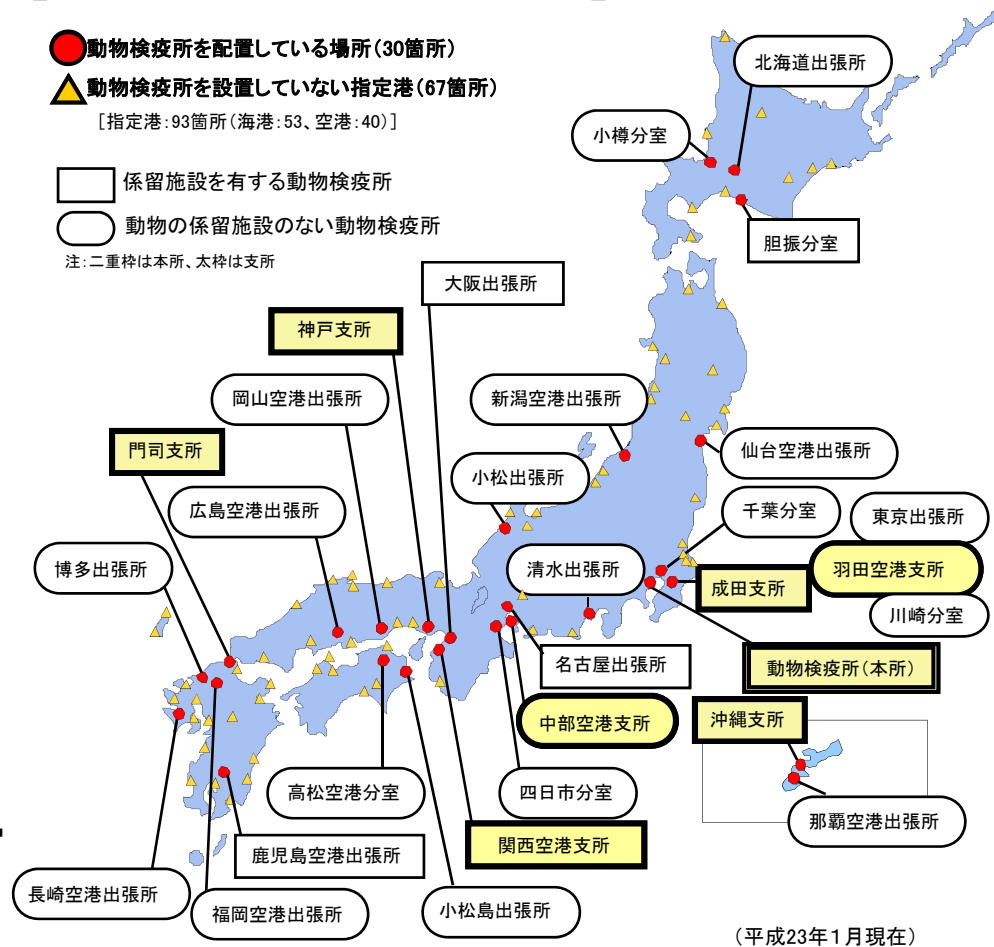 動物検疫所を配置している場所(30箇所)
動物検疫所を設置していない指定港(67箇所)
[指定港:93箇所(海港:53、空港:40)]
係留施設を有する動物検疫所
動物の係留施設のない動物検疫所
注:二重枠は本所、太枠は支所
北海道出張所
小樽分室
胆振分室
大阪出張所
神戸支所
岡山空港出張所
新潟空港出張所
門司支所
仙台空港出張所
小松出張所
広島空港出張所
千葉分室
東京出張所
博多出張所
清水出張所
羽田空港支所
成田支所
川崎分室
名古屋出張所
動物検疫所(本所)
中部空港支所
沖縄支所
高松空港分室
四日市分室
那覇空港出張所
関西空港支所
鹿児島空港出張所
長崎空港出張所
福岡空港出張所
小松島出張所
(平成23年1月現在)